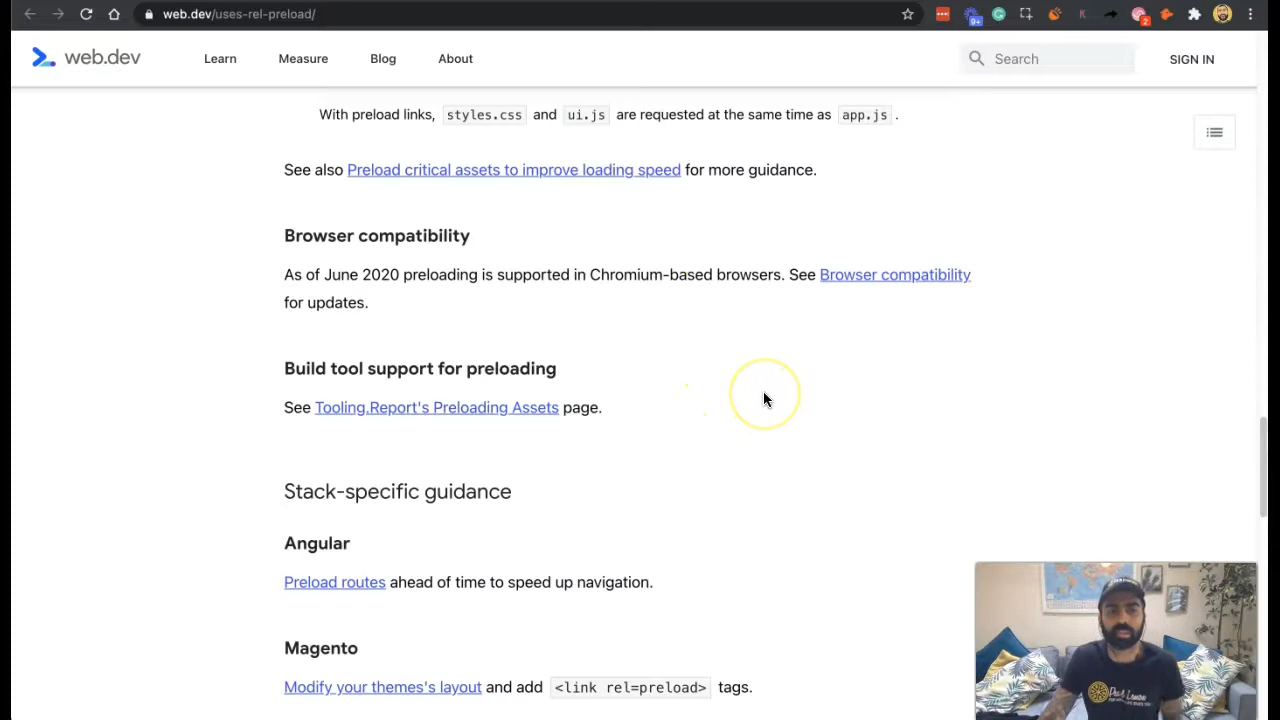 web.dev/uses-rel-preload/
9+
K
2
web.dev
Learn
Measure
Blog
About
Search
SIGN IN
With preload links, styles.css and ui.js are requested at the same time as app.js .
See also Preload critical assets to improve loading speed for more guidance.
Browser compatibility
As of June 2020 preloading is supported in Chromium-based browsers. See Browser compatibility
for updates.
Build tool support for preloading
See Tooling.Report's Preloading Assets page.
Stack-specific guidance
Angular
Preload routes ahead of time to speed up navigation.
Magento
Modify your themes's layout and add <link rel=preload> tags.